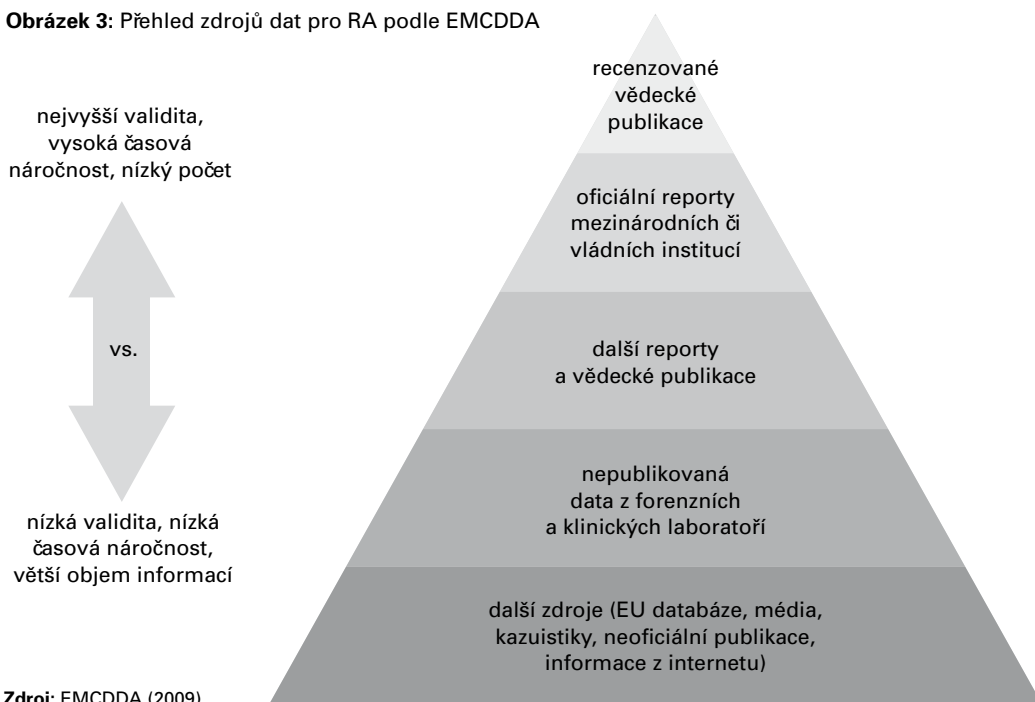 Obrázek 3: Přehled zdrojů dat pro RA podle EMCDDA
nejvyšší validita,
vysoká časová
náročnost, nízký počet
vs.
nízká validita, nízká
časová náročnost,
větší objem informací
recenzované
vědecké
publikace
oficiální reporty
mezinárodních či
vládních institucí
další reporty
a vědecké publikace
nepublikovaná
data z forenzních
a klinických laboratoří
další zdroje (EU databáze, média,
kazuistiky, neoficiální publikace,
informace z internetu)
Zdroj: EMCDDA (2009)